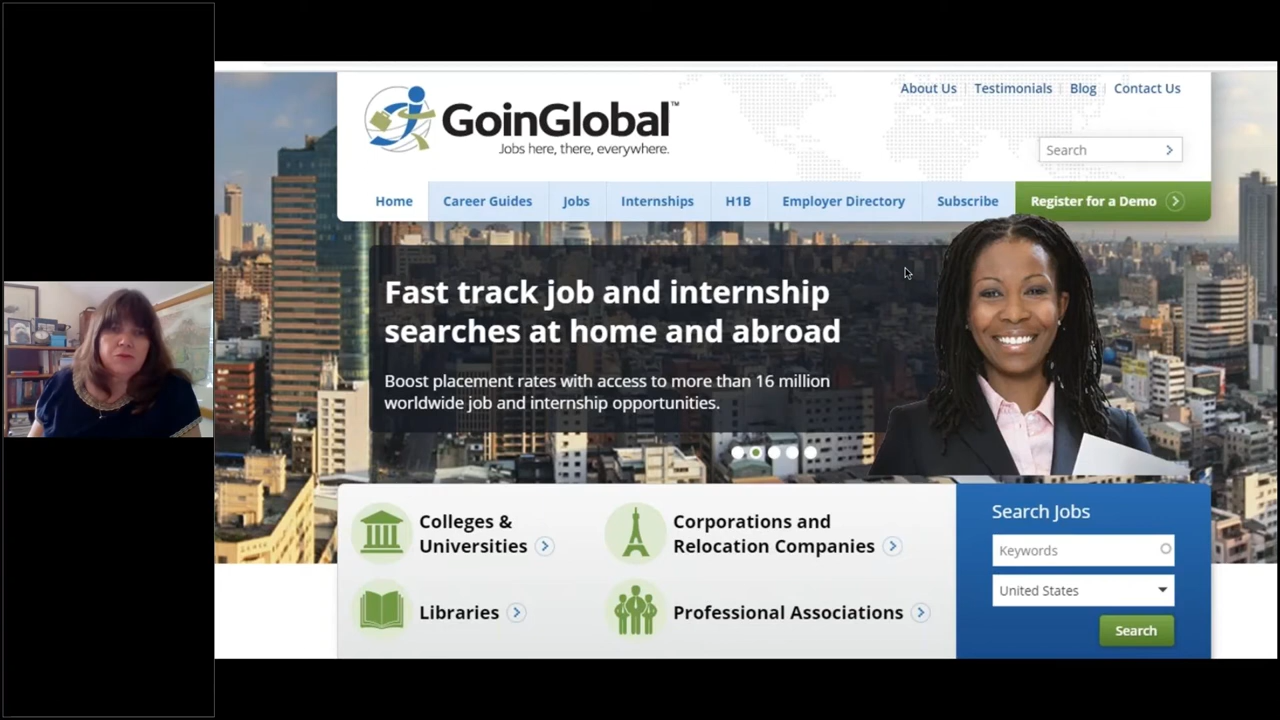 GoinGlobal™
Jobs here, there, everywhere.
About Us Testimonials Blog Contact Us
Search
Home Career Guides Jobs Internships H1B Employer Directory Subscribe Register for a Demo
Fast track job and internship
searches at home and abroad
Boost placement rates with access to more than 16 million
worldwide job and internship opportunities.
Colleges &
Universities
Corporations and
Relocation Companies
Libraries
Professional Associations
Search Jobs
Keywords
United States
Search